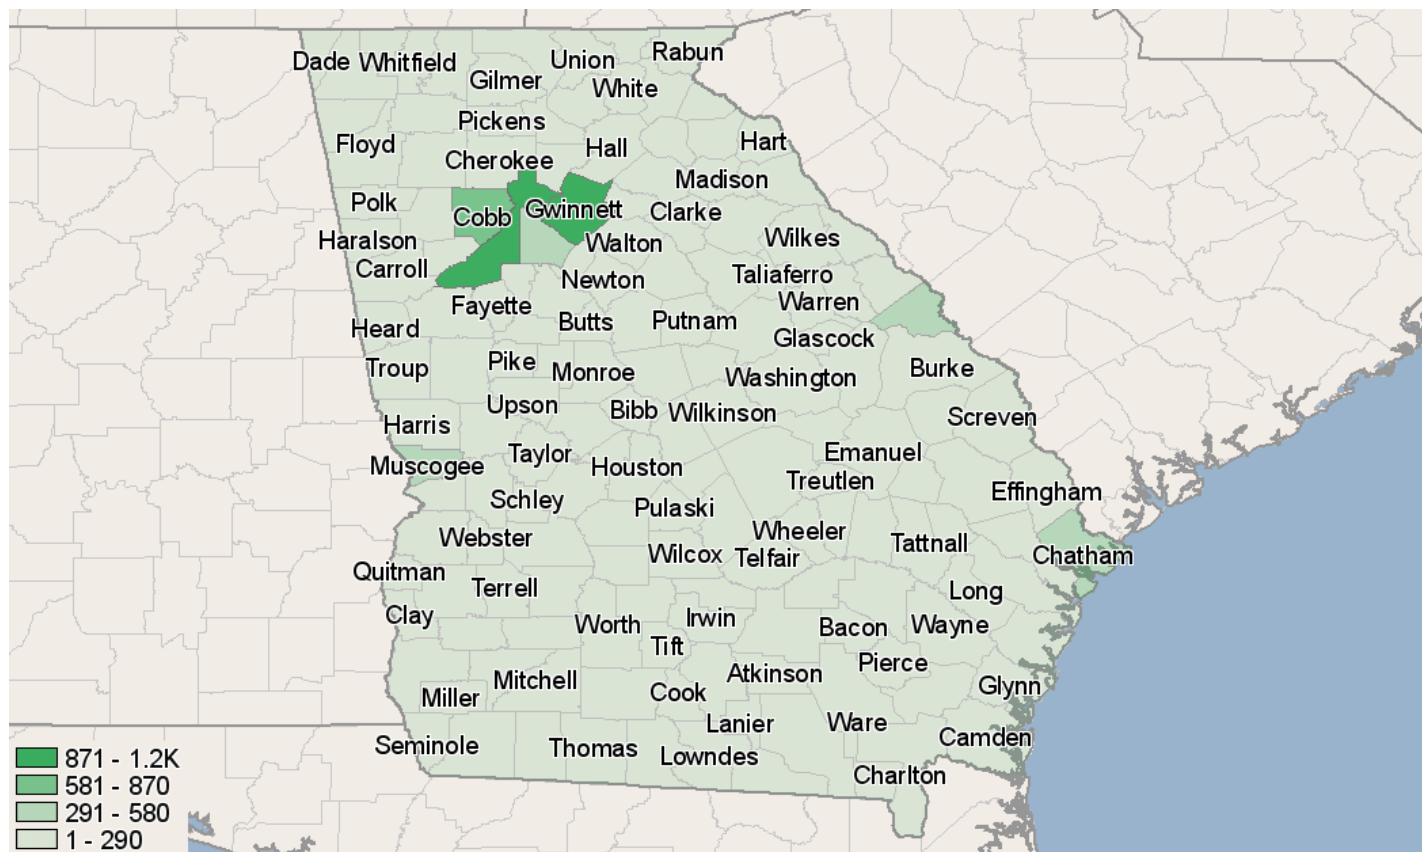 Rabun
Dade
Whitfield
Union
Gilmer
White
Pickens
Floyd
Hall
Hart
Cherokee
Madison
Polk
Cobb
Gwinnett
Clarke
Haralson
Walton
Wilkes
Carroll
Newton
Taliaferro
Fayette
Warren
Heard
Butts
Putnam
Glascock
Troup
Pike
Monroe
Washington
Burke
Upson
Bibb
Wilkinson
Harris
Screven
Muscogee
Taylor
Houston
Emanuel
Treutlen
Effingham
Schley
Pulaski
Webster
Wheeler
Tattnall
Wilcox
Telfair
Chatham
Quitman
Terrell
Long
Clay
Worth
Irwin
Bacon
Wayne
Tift
Pierce
Mitchell
Atkinson
Glynn
Miller
Cook
Lanier
Ware
Camden
Seminole
Thomas
Lowndes
Charlton
871 - 1.2K
581 - 870
291 - 580
1 - 290